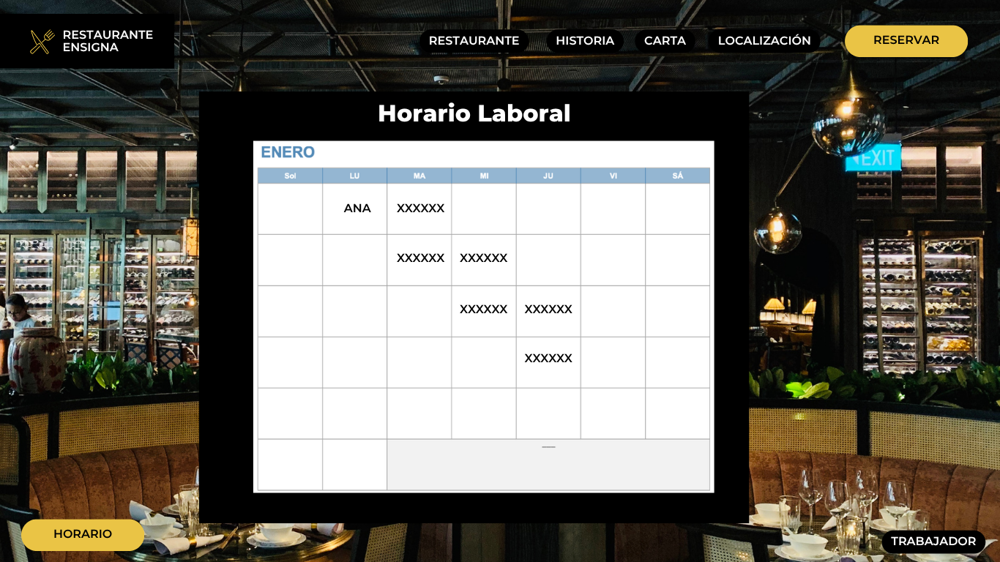 RESTAURANTE
ENSIGNA
RESTAURANTE
HISTORIA
CARTA
LOCALIZACIÓN
RESERVAR
EXIT
Horario Laboral
ENERO
Sol LU MA MI JU VI SÁ
ANA XXXXXX
XXXXXX XXXXXX
XXXXXX XXXXXX
XXXXXX
HORARIO
TRABAJADOR